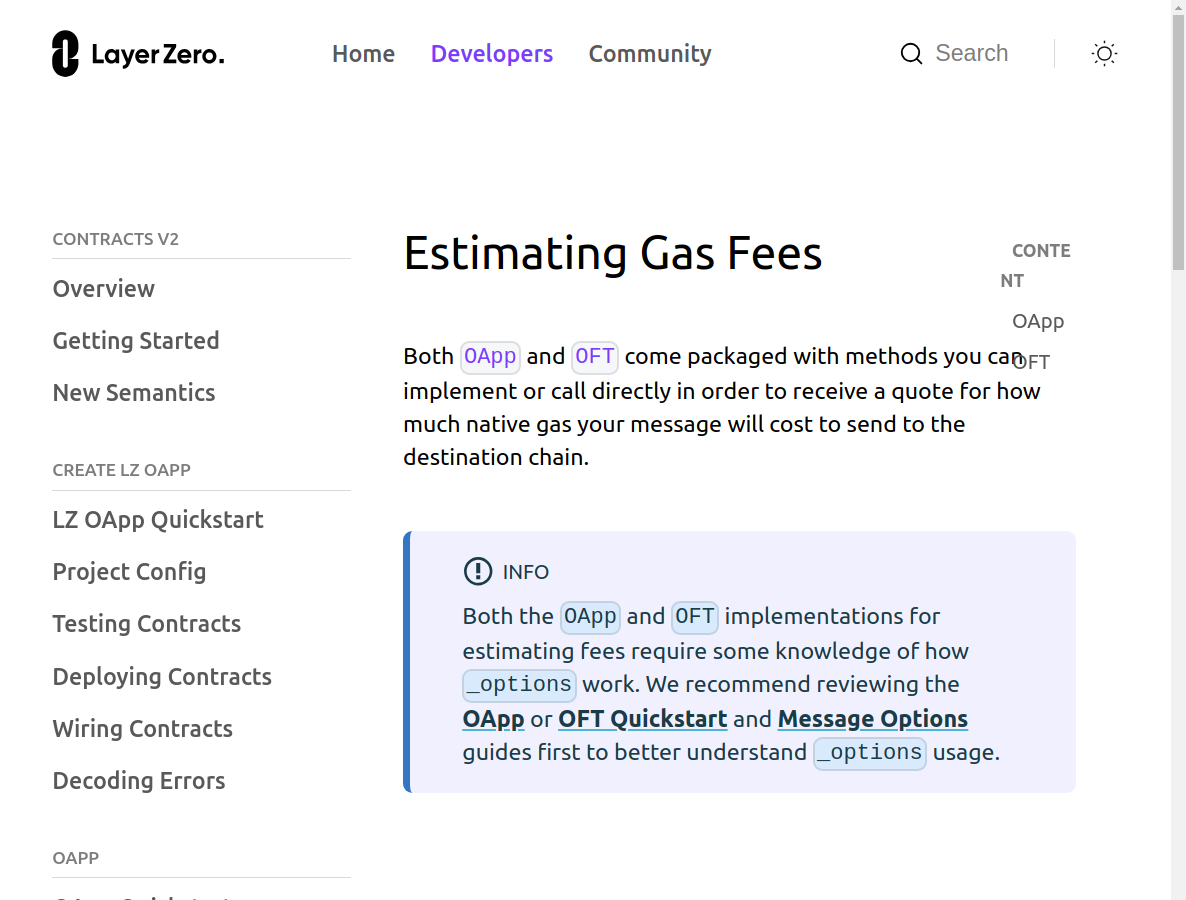 LayerZero.
Home
Developers
Community
Search
CONTRACTS V2
Overview
Getting Started
New Semantics
CREATE LZ OAPP
LZ OApp Quickstart
Project Config
Testing Contracts
Deploying Contracts
Wiring Contracts
Decoding Errors
OAPP
Estimating Gas Fees
Both OApp and OFT come packaged with methods you can
implement or call directly in order to receive a quote for how
much native gas your message will cost to send to the
destination chain.
INFO
Both the OApp and OFT implementations for
estimating fees require some knowledge of how
_options work. We recommend reviewing the
OApp or OFT Quickstart and Message Options
guides first to better understand _options usage.
CONTE
NT
OApp
OFT